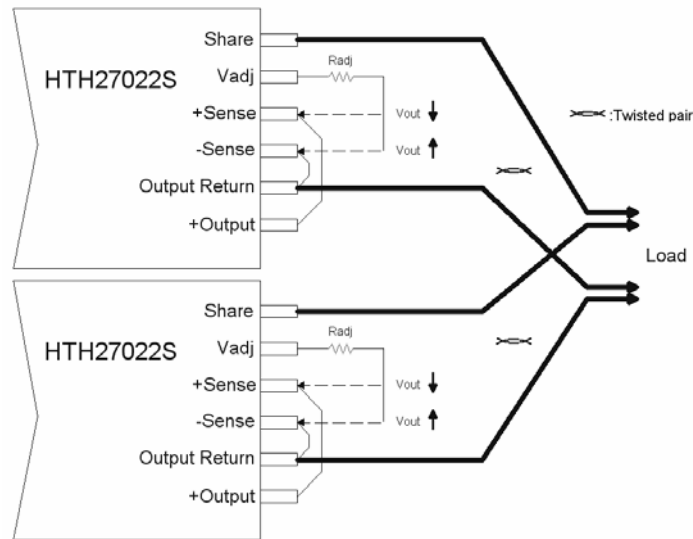 Share
HTH27022S
Vadj
Radj
+Sense
Vout
-Sense
Vout
Output Return
+Output
:Twisted pair
Load
Share
HTH27022S
Vadj
Radj
+Sense
Vout
-Sense
Vout
Output Return
+Output